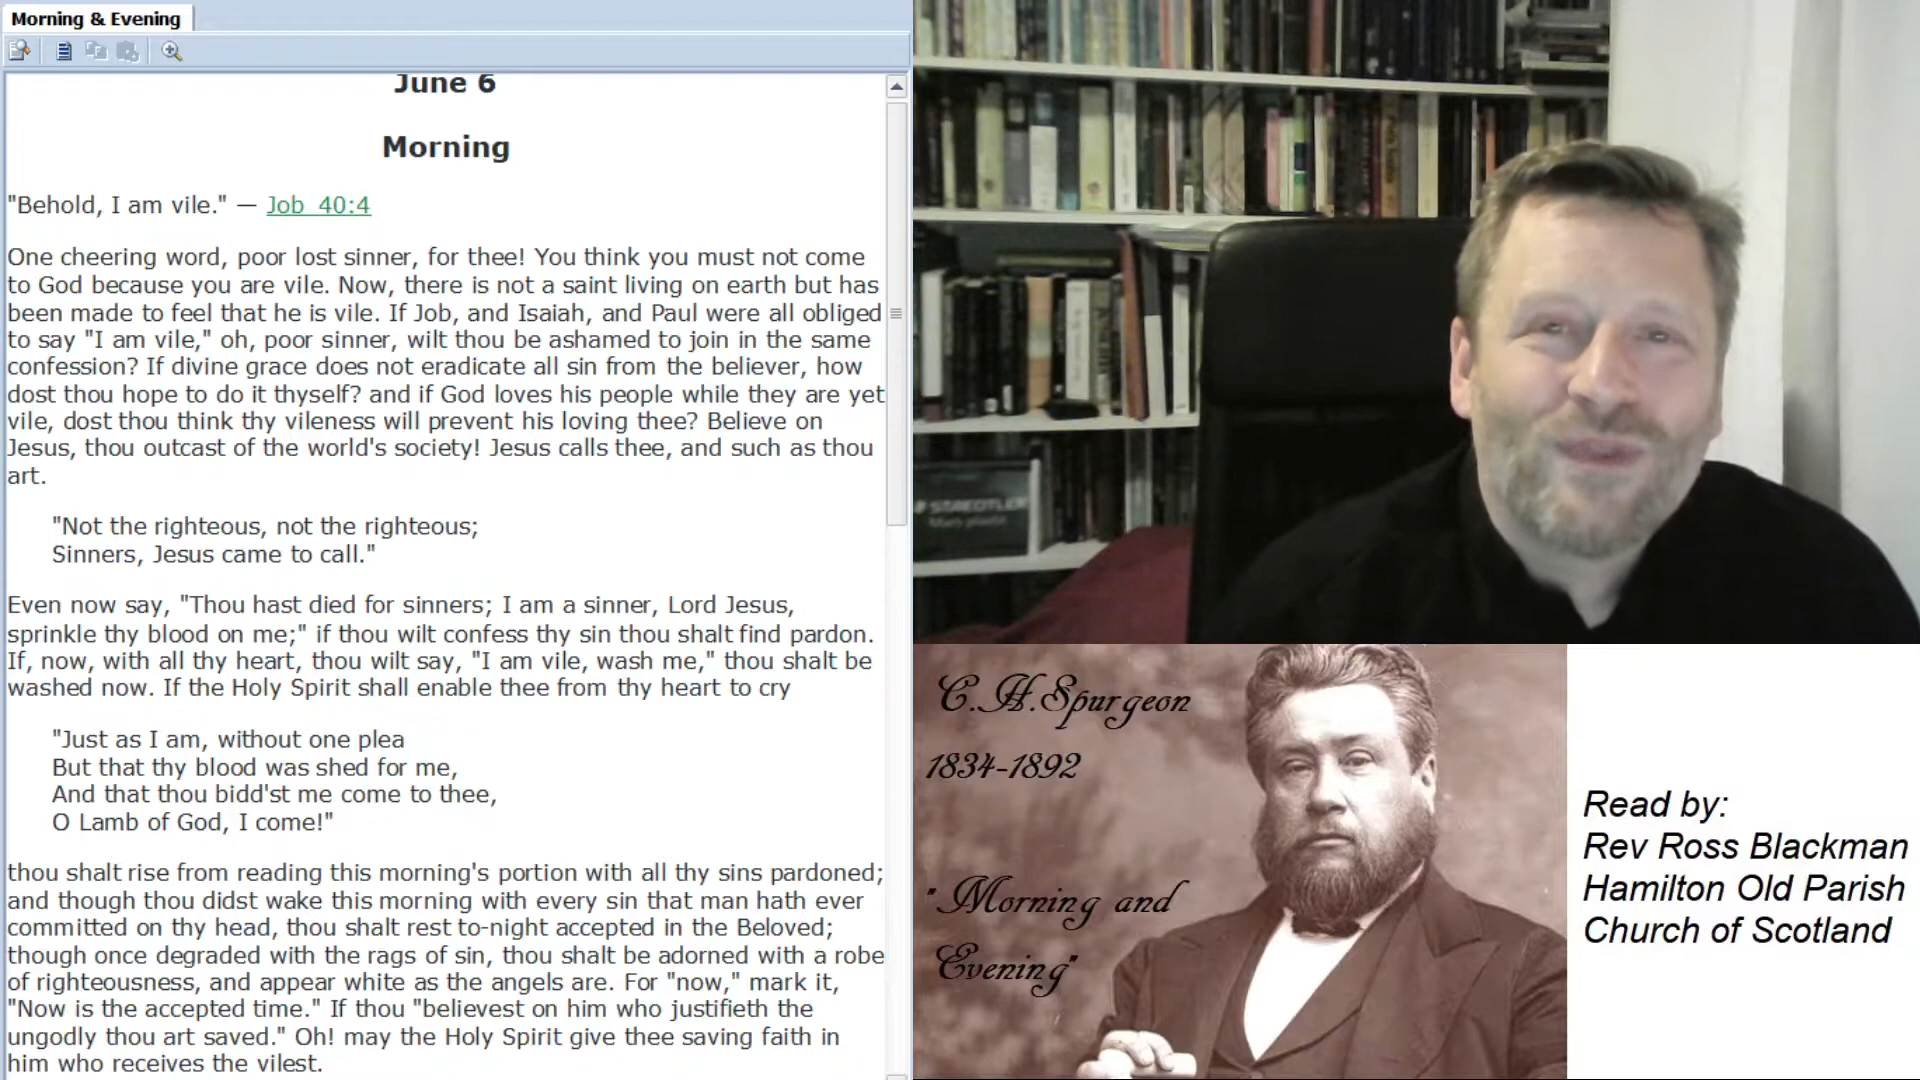 Morning & Evening
June 6
Morning
"Behold, I am vile." — Job 40:4
One cheering word, poor lost sinner, for thee! You think you must not come
to God because you are vile. Now, there is not a saint living on earth but has
been made to feel that he is vile. If Job, and Isaiah, and Paul were all obliged
to say "I am vile," oh, poor sinner, wilt thou be ashamed to join in the same
confession? If divine grace does not eradicate all sin from the believer, how
dost thou hope to do it thyself? and if God loves his people while they are yet
vile, dost thou think thy vileness will prevent his loving thee? Believe on
Jesus, thou outcast of the world's society! Jesus calls thee, and such as thou
art.
"Not the righteous, not the righteous;
Sinners, Jesus came to call."
Even now say, "Thou hast died for sinners; I am a sinner, Lord Jesus,
sprinkle thy blood on me;" if thou wilt confess thy sin thou shalt find pardon.
If, now, with all thy heart, thou wilt say, "I am vile, wash me," thou shalt be
washed now. If the Holy Spirit shall enable thee from thy heart to cry
"Just as I am, without one plea
But that thy blood was shed for me,
And that thou bidd'st me come to thee,
O Lamb of God, I come!"
thou shalt rise from reading this morning's portion with all thy sins pardoned;
and though thou didst wake this morning with every sin that man hath ever
committed on thy head, thou shalt rest to-night accepted in the Beloved;
though once degraded with the rags of sin, thou shalt be adorned with a robe
of righteousness, and appear white as the angels are. For "now," mark it,
"Now is the accepted time." If thou "believest on him who justifieth the
ungodly thou art saved." Oh! may the Holy Spirit give thee saving faith in
him who receives the vilest.
STAEDTLER
C.H.Spurgeon
1834-1892
"Morning and
Evening"
Read by:
Rev Ross Blackman
Hamilton Old Parish
Church of Scotland